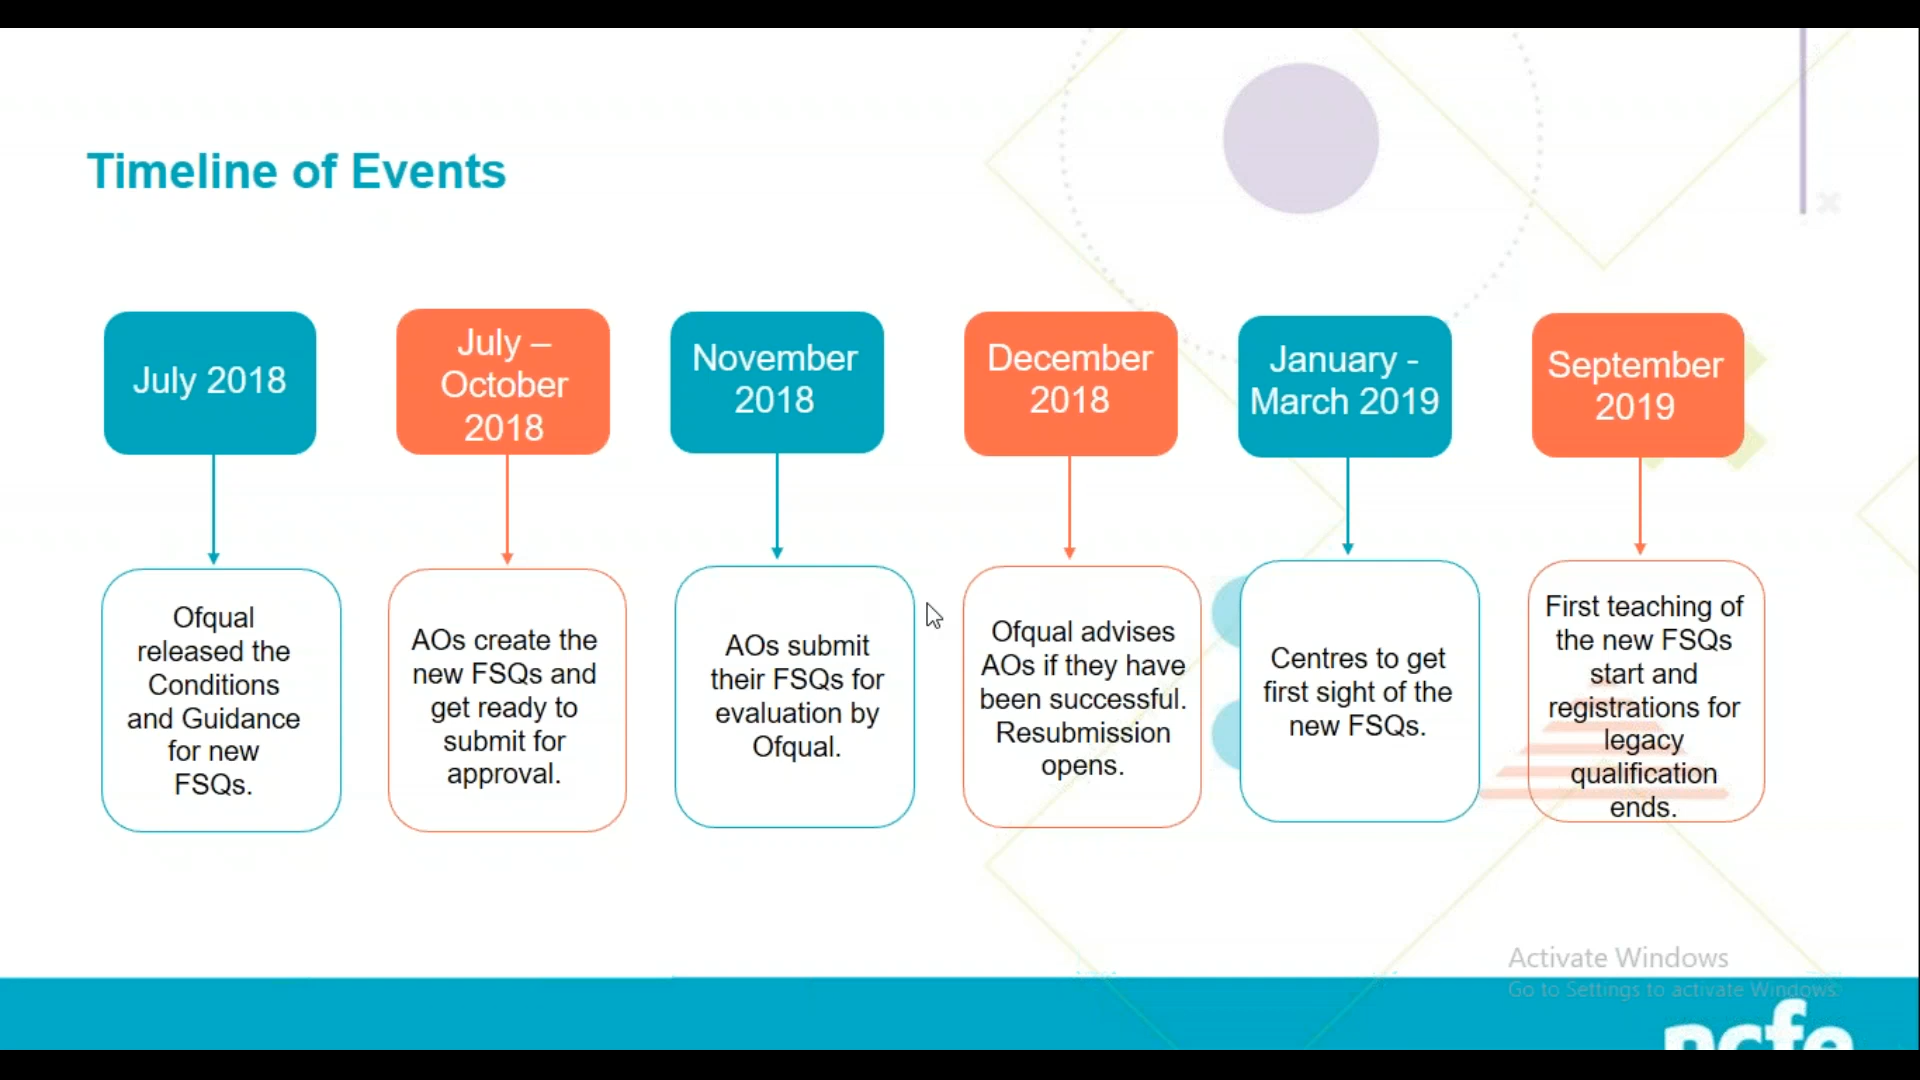 Timeline of Events
July 2018
July –
October
2018
November
2018
December
2018
January -
March 2019
September
2019
Ofqual
released the
Conditions
and Guidance
for new
FSQs.
AOs create the
new FSQs and
get ready to
submit for
approval.
AOs submit
their FSQs for
evaluation by
Ofqual.
Ofqual advises
AOs if they have
been successful.
Resubmission
opens.
Centres to get
first sight of the
new FSQs.
First teaching of
the new FSQs
start and
registrations for
legacy
qualification
ends.
Activate Windows
Go to Settings to activate Windows.
ncfe